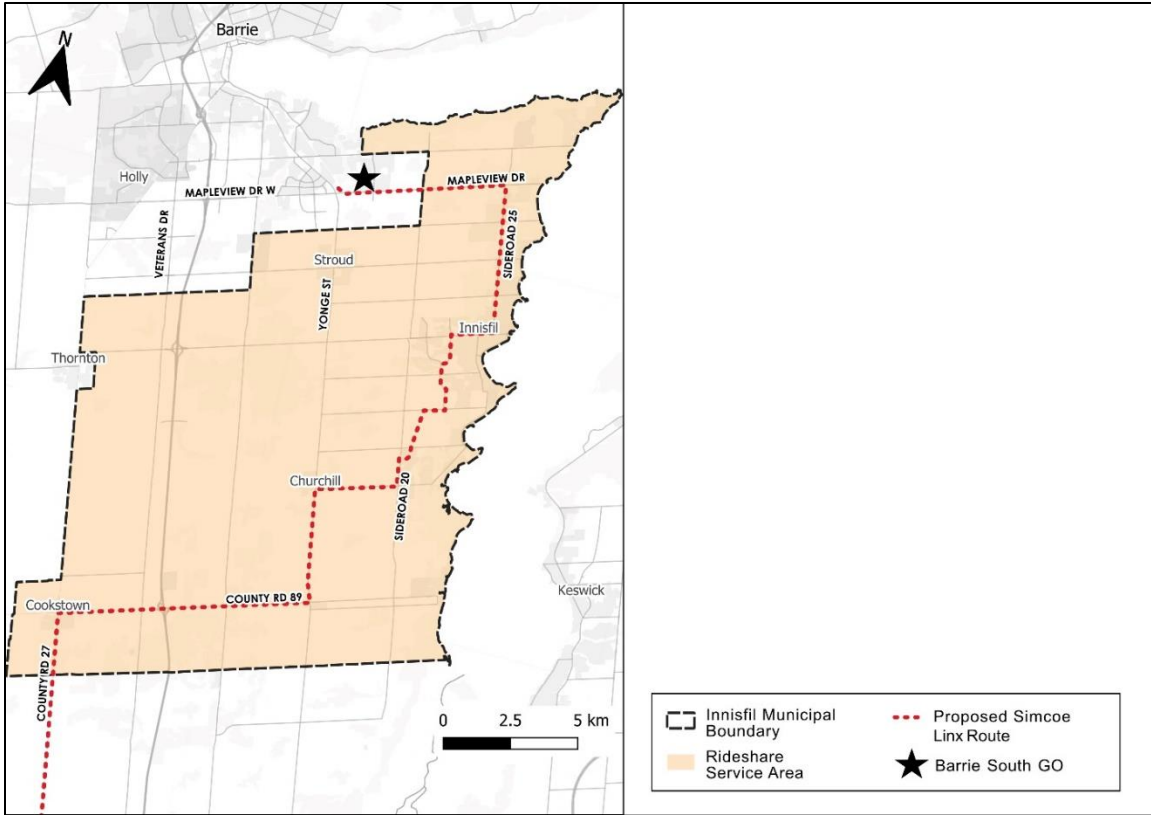 Barrie
N
Holly
MAPLEVIEW DR W
MAPLEVIEW DR
VETERANS DR
SIDEROAD 25
Stroud
YONGE ST
Innisfil
Thornton
Churchill
SIDEROAD 20
Keswick
Cookstown
COUNTY RD 89
COUNTY RD 27
0 2.5 5 km
Innisfil Municipal
Boundary
Rideshare
Service Area
Proposed Simcoe
Linx Route
Barrie South GO